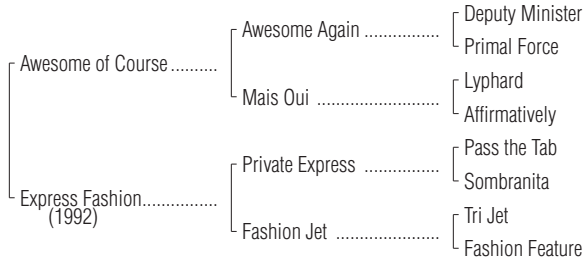 Deputy Minister
Awesome Again ................
Primal Force
Awesome of Course ..........
Lyphard
Mais Oui ..........................
Affirmatively
Pass the Tab
Private Express ................
Sombranita
Express Fashion................
(1992)
Tri Jet
Fashion Jet ......................
Fashion Feature